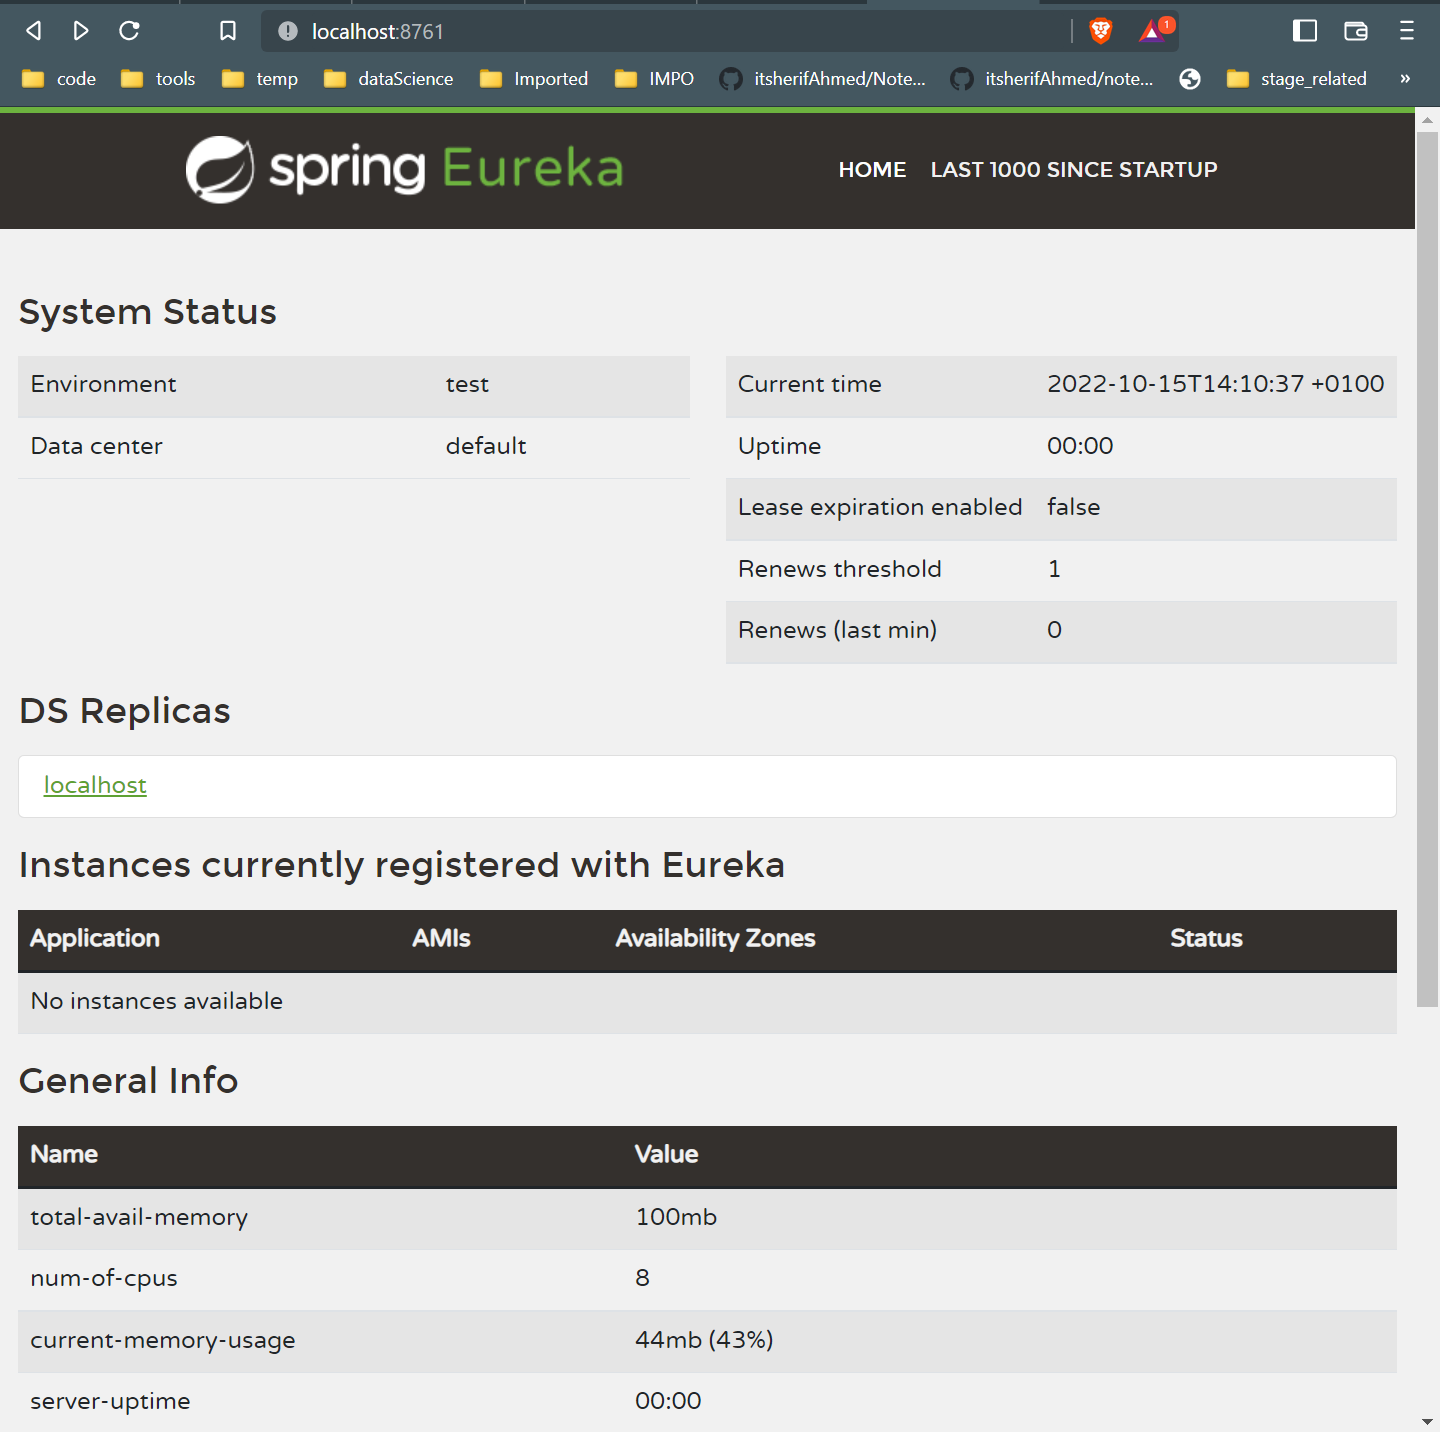 localhost:8761
1
code tools temp dataScience Imported IMPO itsherifAhmed/Note... itsherifAhmed/note... stage_related »
spring Eureka HOME LAST 1000 SINCE STARTUP
System Status
Environment test
Data center default
Current time 2022-10-15T14:10:37 +0100
Uptime 00:00
Lease expiration enabled false
Renews threshold 1
Renews (last min) 0
DS Replicas
localhost
Instances currently registered with Eureka
Application AMIs Availability Zones Status
No instances available
General Info
Name Value
total-avail-memory 100mb
num-of-cpus 8
current-memory-usage 44mb (43%)
server-uptime 00:00